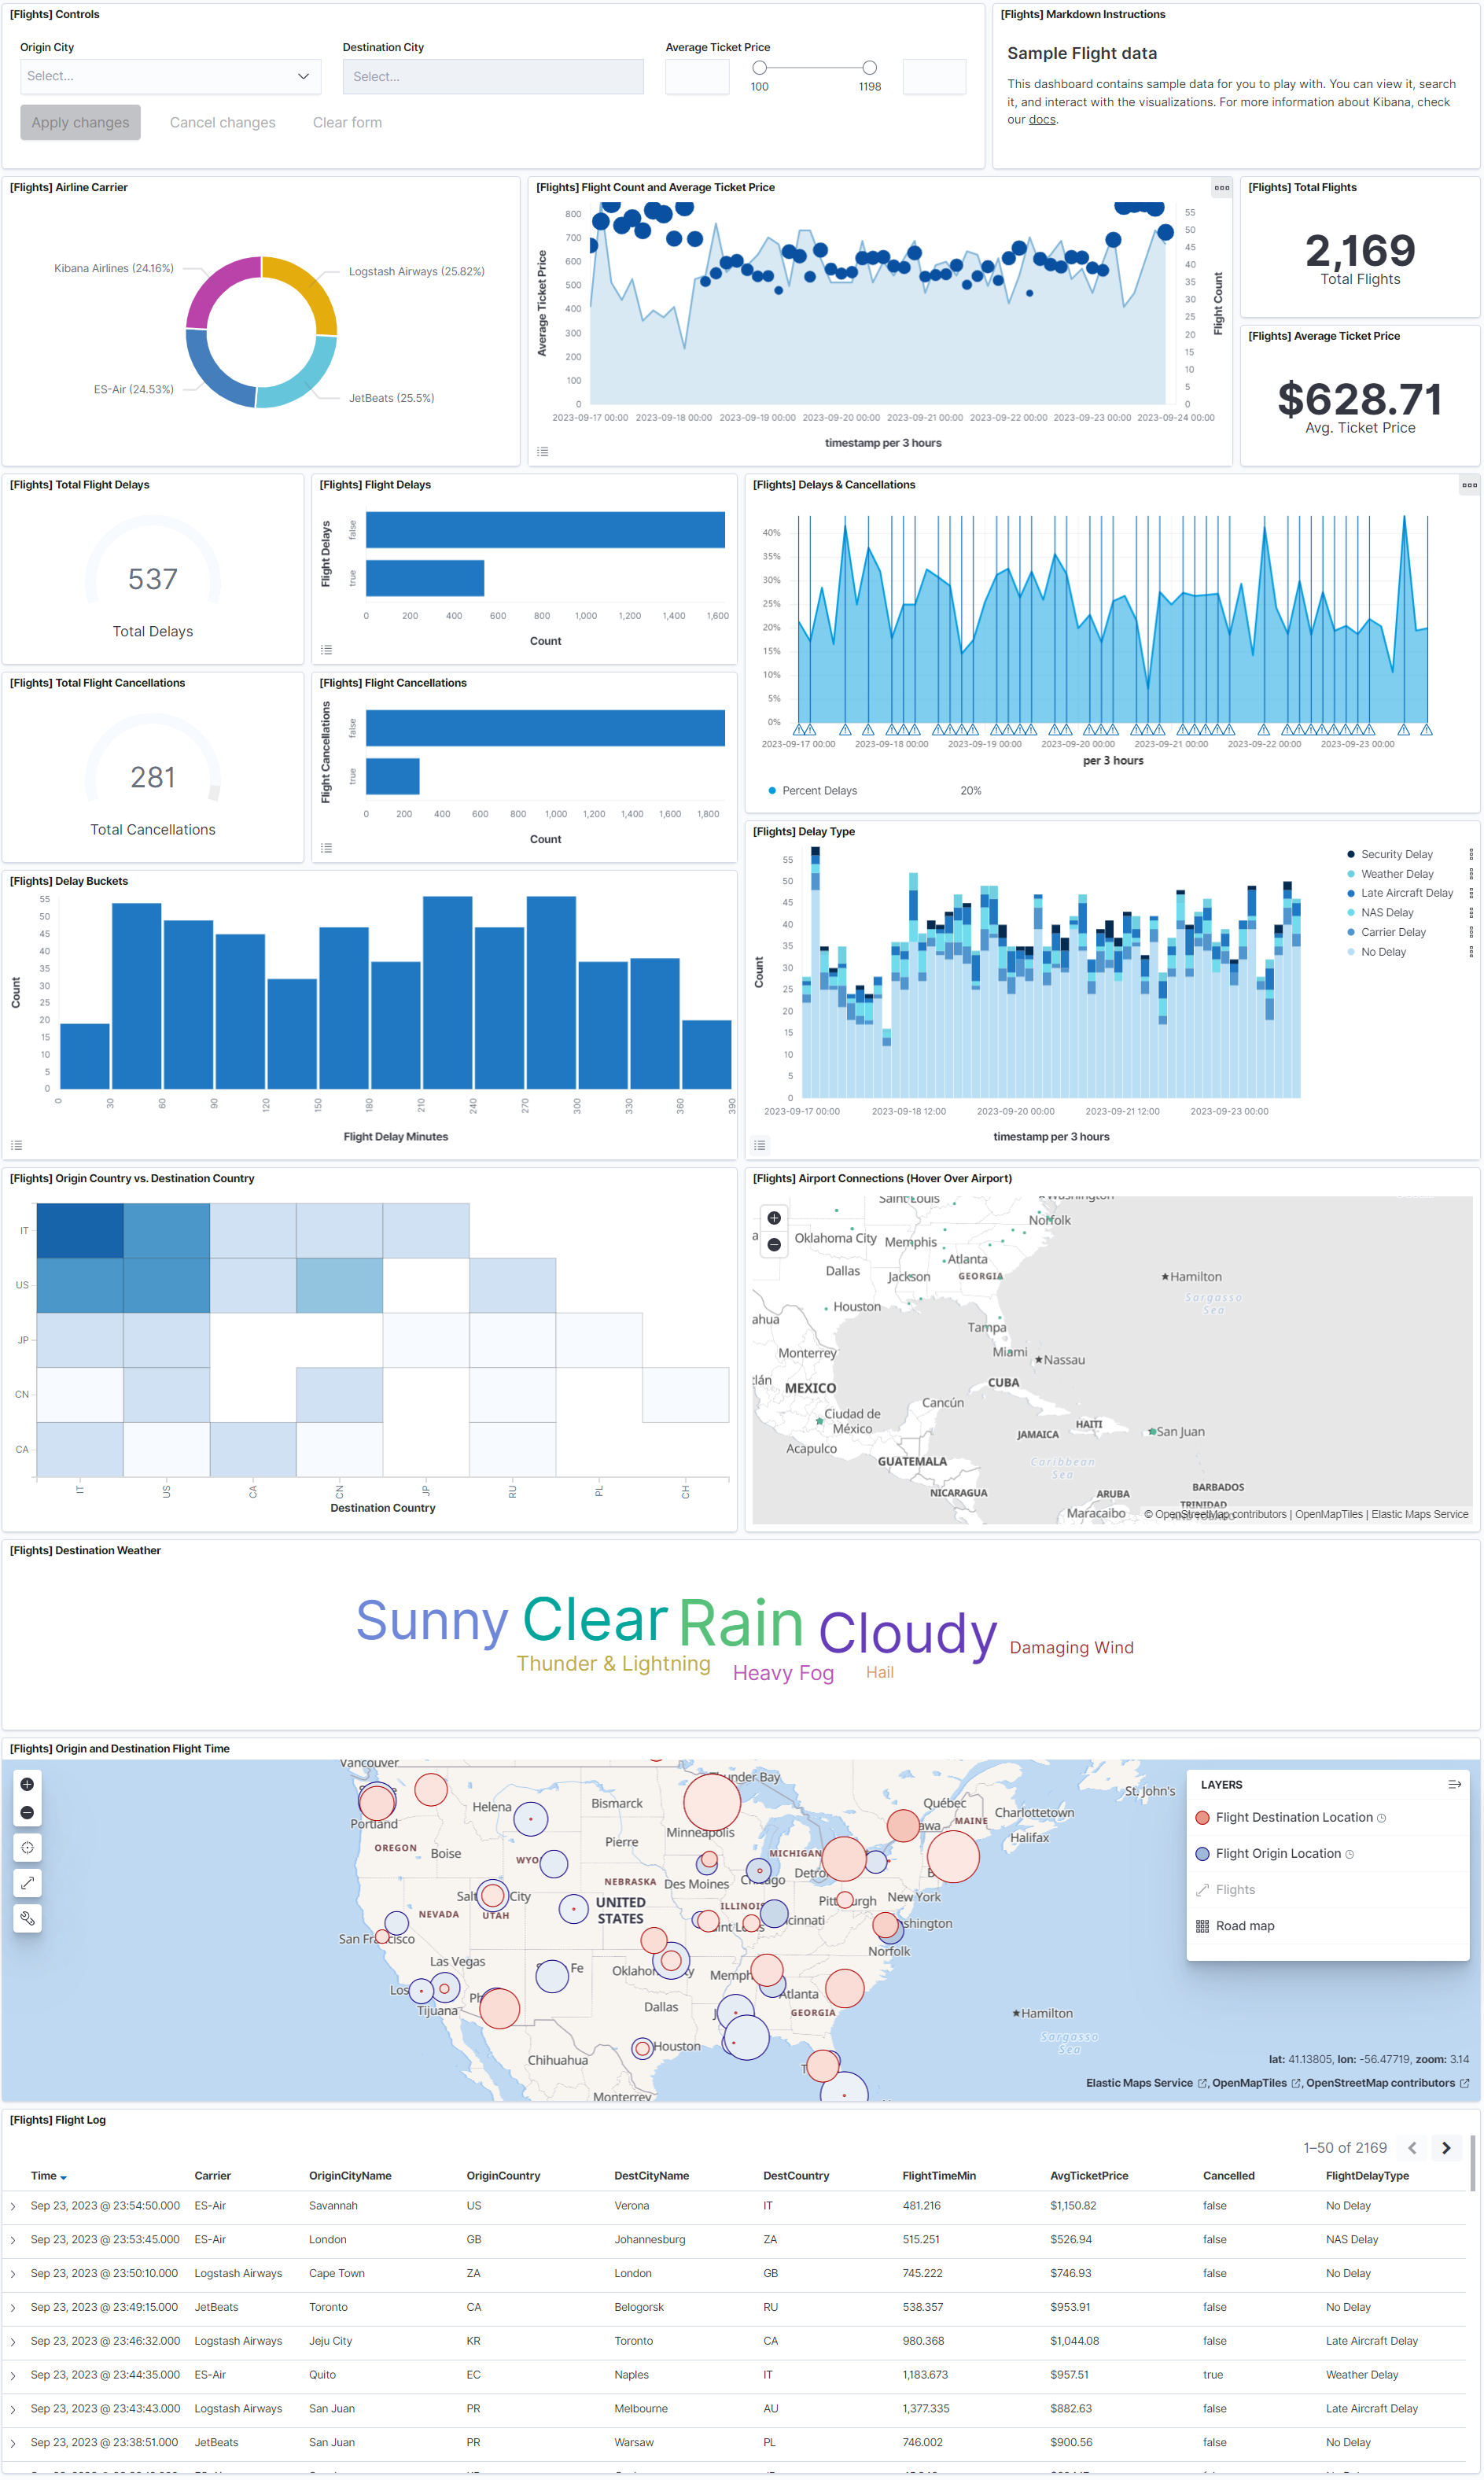 [Flights] Controls
Origin City
Select...
Destination City
Select...
Average Ticket Price
100
1198
Apply changes
Cancel changes
Clear form
[Flights] Markdown Instructions
Sample Flight data
This dashboard contains sample data for you to play with. You can view it, search
it, and interact with the visualizations. For more information about Kibana, check
our docs.
[Flights] Airline Carrier
Kibana Airlines (24.16%)
Logstash Airways (25.82%)
ES-Air (24.53%)
JetBeats (25.5%)
[Flights] Flight Count and Average Ticket Price
Average Ticket Price
800
700
600
500
400
300
200
100
0
Flight Count
55
50
45
40
35
30
25
20
15
10
5
0
2023-09-17 00:00 2023-09-18 00:00 2023-09-19 00:00 2023-09-20 00:00 2023-09-21 00:00 2023-09-22 00:00 2023-09-23 00:00 2023-09-24 00:00
timestamp per 3 hours
[Flights] Total Flights
2,169
Total Flights
[Flights] Average Ticket Price
$628.71
Avg. Ticket Price
[Flights] Total Flight Delays
537
Total Delays
[Flights] Flight Delays
Flight Delays
false
true
0 200 400 600 800 1,000 1,200 1,400 1,600
Count
[Flights] Total Flight Cancellations
281
Total Cancellations
[Flights] Flight Cancellations
Flight Cancellations
false
true
0 200 400 600 800 1,000 1,200 1,400 1,600 1,800
Count
[Flights] Delays & Cancellations
40%
35%
30%
25%
20%
15%
10%
5%
0%
2023-09-17 00:00 2023-09-18 00:00 2023-09-19 00:00 2023-09-20 00:00 2023-09-21 00:00 2023-09-22 00:00 2023-09-23 00:00
per 3 hours
Percent Delays 20%
[Flights] Delay Buckets
Count
55
50
45
40
35
30
25
20
15
10
5
0
0 30 60 90 120 150 180 210 240 270 300 330 360 390
Flight Delay Minutes
[Flights] Delay Type
Count
55
50
45
40
35
30
25
20
15
10
5
0
2023-09-17 00:00 2023-09-18 12:00 2023-09-20 00:00 2023-09-21 12:00 2023-09-23 00:00
timestamp per 3 hours
Security Delay
Weather Delay
Late Aircraft Delay
NAS Delay
Carrier Delay
No Delay
[Flights] Origin Country vs. Destination Country
IT
US
JP
CN
CA
IT US CA CN JP RU PL CH
Destination Country
[Flights] Airport Connections (Hover Over Airport)
Saint Louis
Washington
Norfolk
Oklahoma City
Memphis
Atlanta
Dallas
Jackson
GEORGIA
Hamilton
Sargasso
Sea
Houston
ahua
Tampa
Monterrey
Miami
Nassau
tlán
MEXICO
CUBA
Cancún
Ciudad de
México
HAITI
JAMAICA
San Juan
Acapulco
GUATEMALA
Caribbean
Sea
NICARAGUA
ARUBA
BARBADOS
TRINIDAD
Maracaibo
© OpenStreetMap contributors | OpenMapTiles | Elastic Maps Service
[Flights] Destination Weather
Sunny Clear Rain Cloudy Damaging Wind
Thunder & Lightning Heavy Fog Hail
[Flights] Origin and Destination Flight Time
Vancouver
under Bay
St. John's
Helena
Bismarck
Québec
Charlottetown
Portland
Minneapolis
awa
MAINE
Halifax
OREGON
Boise
Pierre
WYO
MICHIGAN
Detro
NEBRASKA
Des Moines
Chicago
Salt City
UNITED
STATES
Pittsburgh
New York
NEVADA
UTAH
ILLINOIS
int Lo
cinnati
shington
San Francisco
Norfolk
Las Vegas
Fe
Oklahom y
Memph
Los
Atlanta
Tijuana
Ph
Dallas
GEORGIA
Hamilton
Houston
Sargasso
Sea
Chihuahua
Monterrey
LAYERS
Flight Destination Location
Flight Origin Location
Flights
Road map
lat: 41.13805, lon: -56.47719, zoom: 3.14
Elastic Maps Service, OpenMapTiles, OpenStreetMap contributors
[Flights] Flight Log
1–50 of 2169
Time Carrier OriginCityName OriginCountry DestCityName DestCountry FlightTimeMin AvgTicketPrice Cancelled FlightDelayType
Sep 23, 2023 @ 23:54:50.000 ES-Air Savannah US Verona IT 481.216 $1,150.82 false No Delay
Sep 23, 2023 @ 23:53:45.000 ES-Air London GB Johannesburg ZA 515.251 $526.94 false NAS Delay
Sep 23, 2023 @ 23:50:10.000 Logstash Airways Cape Town ZA London GB 745.222 $746.93 false No Delay
Sep 23, 2023 @ 23:49:15.000 JetBeats Toronto CA Belogorsk RU 538.357 $953.91 false No Delay
Sep 23, 2023 @ 23:46:32.000 Logstash Airways Jeju City KR Toronto CA 980.368 $1,044.08 false Late Aircraft Delay
Sep 23, 2023 @ 23:44:35.000 ES-Air Quito EC Naples IT 1,183.673 $957.51 true Weather Delay
Sep 23, 2023 @ 23:43:43.000 Logstash Airways San Juan PR Melbourne AU 1,377.335 $882.63 false Late Aircraft Delay
Sep 23, 2023 @ 23:38:51.000 JetBeats San Juan PR Warsaw PL 746.002 $900.56 false No Delay